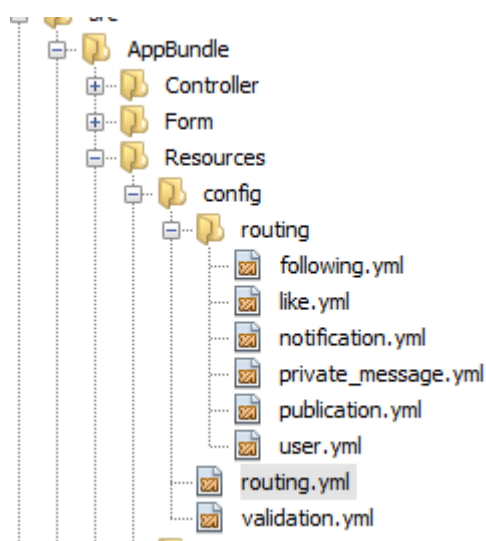 src
AppBundle
Controller
Form
Resources
config
routing
following.yml
like.yml
notification.yml
private_message.yml
publication.yml
user.yml
routing.yml
validation.yml